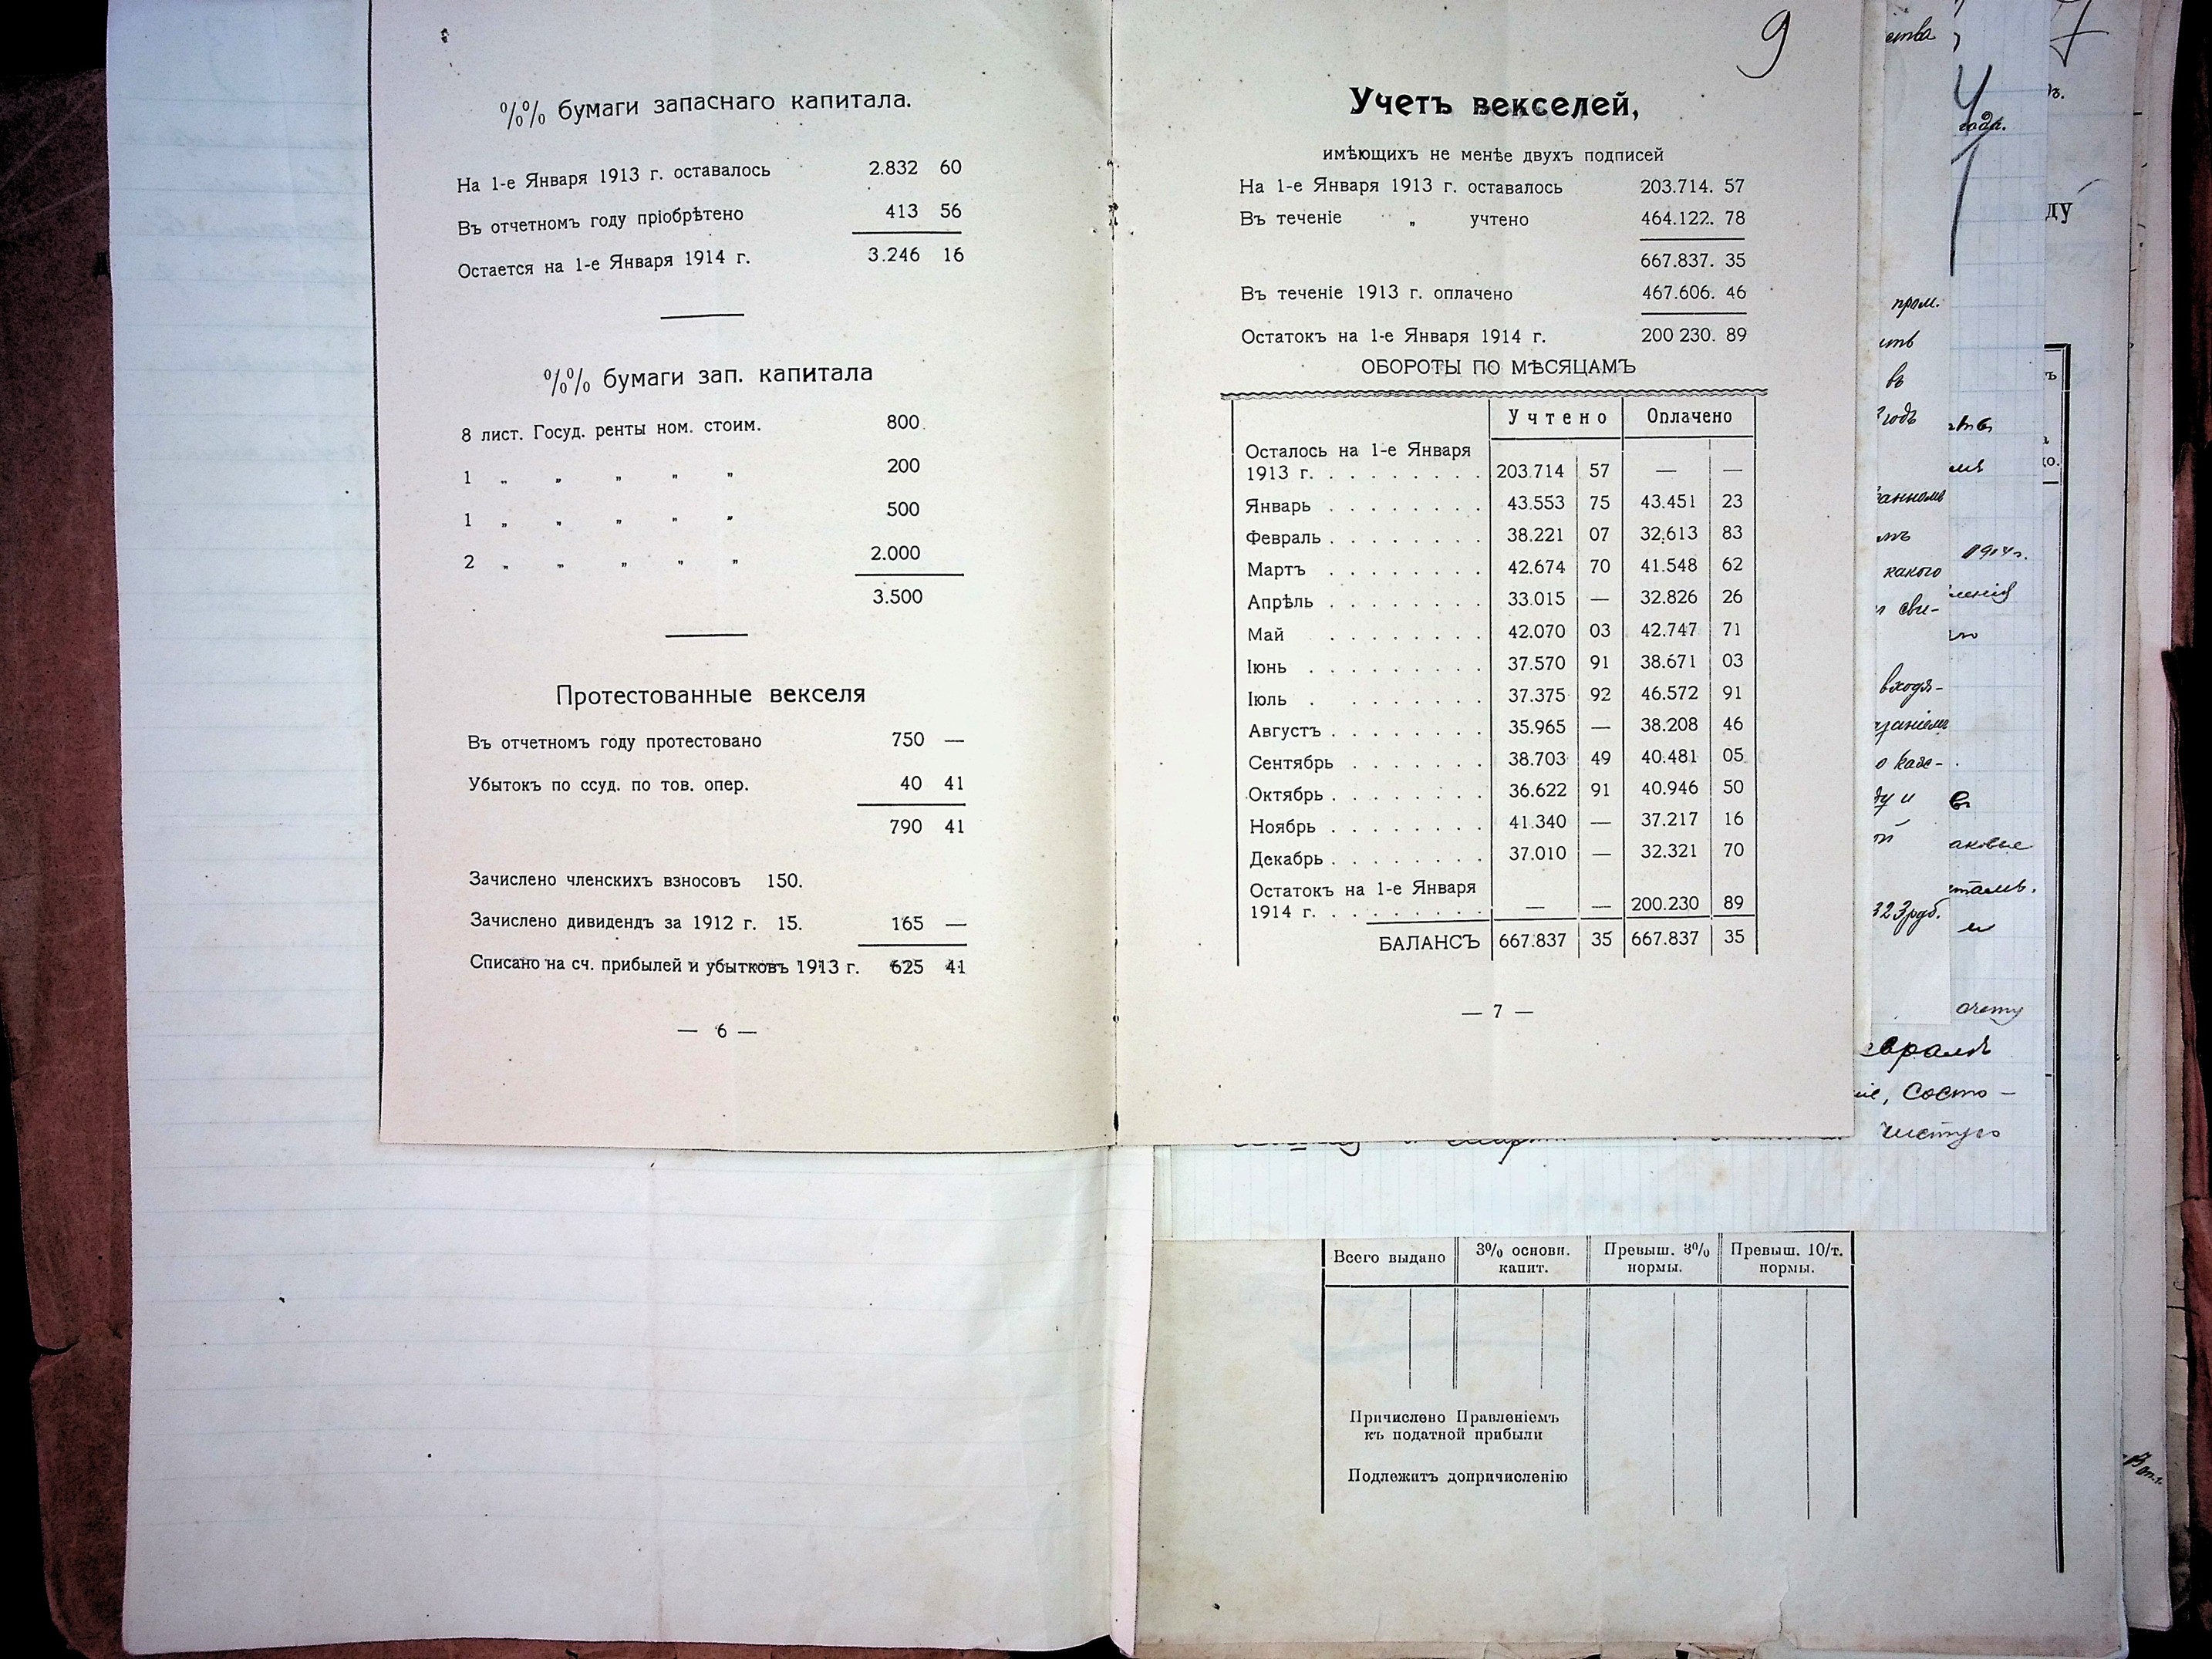 %% бумаги запаснаго капитала.
На 1-е Января 1913 г. оставалось 2.832 60
Въ отчетномъ году пріобрѣтено 413 56
Остается на 1-е Января 1914 г. 3.246 16
%% бумаги зап. капитала
8 лист. Госуд. ренты ном. стоим. 800
1 „ „ „ „ „ 200
1 „ „ „ „ „ 500
2 „ „ „ „ „ 2.000
3.500
Протестованные векселя
Въ отчетномъ году протестовано 750 —
Убытокъ по ссуд. по тов. опер. 40 41
790 41
Зачислено членскихъ взносовъ 150.
Зачислено дивидендъ за 1912 г. 15. 165 —
Списано на сч. прибылей и убытковъ 1913 г. 625 41
— 6 —
9
Учетъ векселей,
имѣющихъ не менѣе двухъ подписей
На 1-е Января 1913 г. оставалось 203.714. 57
Въ теченіе „ учтено 464.122. 78
667.837. 35
Въ теченіе 1913 г. оплачено 467.606. 46
Остатокъ на 1-е Января 1914 г. 200 230. 89
ОБОРОТЫ ПО МѢСЯЦАМЪ
Учтено Оплачено
Осталось на 1-е Января
1913 г. . . . . . . . . 203.714 57 — —
Январь . . . . . . . . 43.553 75 43.451 23
Февраль . . . . . . . . 38.221 07 32.613 83
Мартъ . . . . . . . . 42.674 70 41.548 62
Апрѣль . . . . . . . . 33.015 — 32.826 26
Май . . . . . . . . 42.070 03 42.747 71
Іюнь . . . . . . . . . 37.570 91 38.671 03
Іюль . . . . . . . . 37.375 92 46.572 91
Августъ . . . . . . . . 35.965 — 38.208 46
Сентябрь . . . . . . . 38.703 49 40.481 05
Октябрь . . . . . . . . 36.622 91 40.946 50
Ноябрь . . . . . . . . 41.340 — 37.217 16
Декабрь . . . . . . . . 37.010 — 32.321 70
Остатокъ на 1-е Января
1914 г. . . . . . . . . — — 200.230 89
БАЛАНСЪ 667.837 35 667.837 35
— 7 —
Всего выдано 3% основн. капит. Превыш. 3% нормы. Превыш. 10/т. нормы.
Причислено Правленіемъ
къ податной прибыли
Подлежитъ допричисленію
года.
пром.
въ
годъ
1914 г.
какого
323 руб.
Состо-
чистую